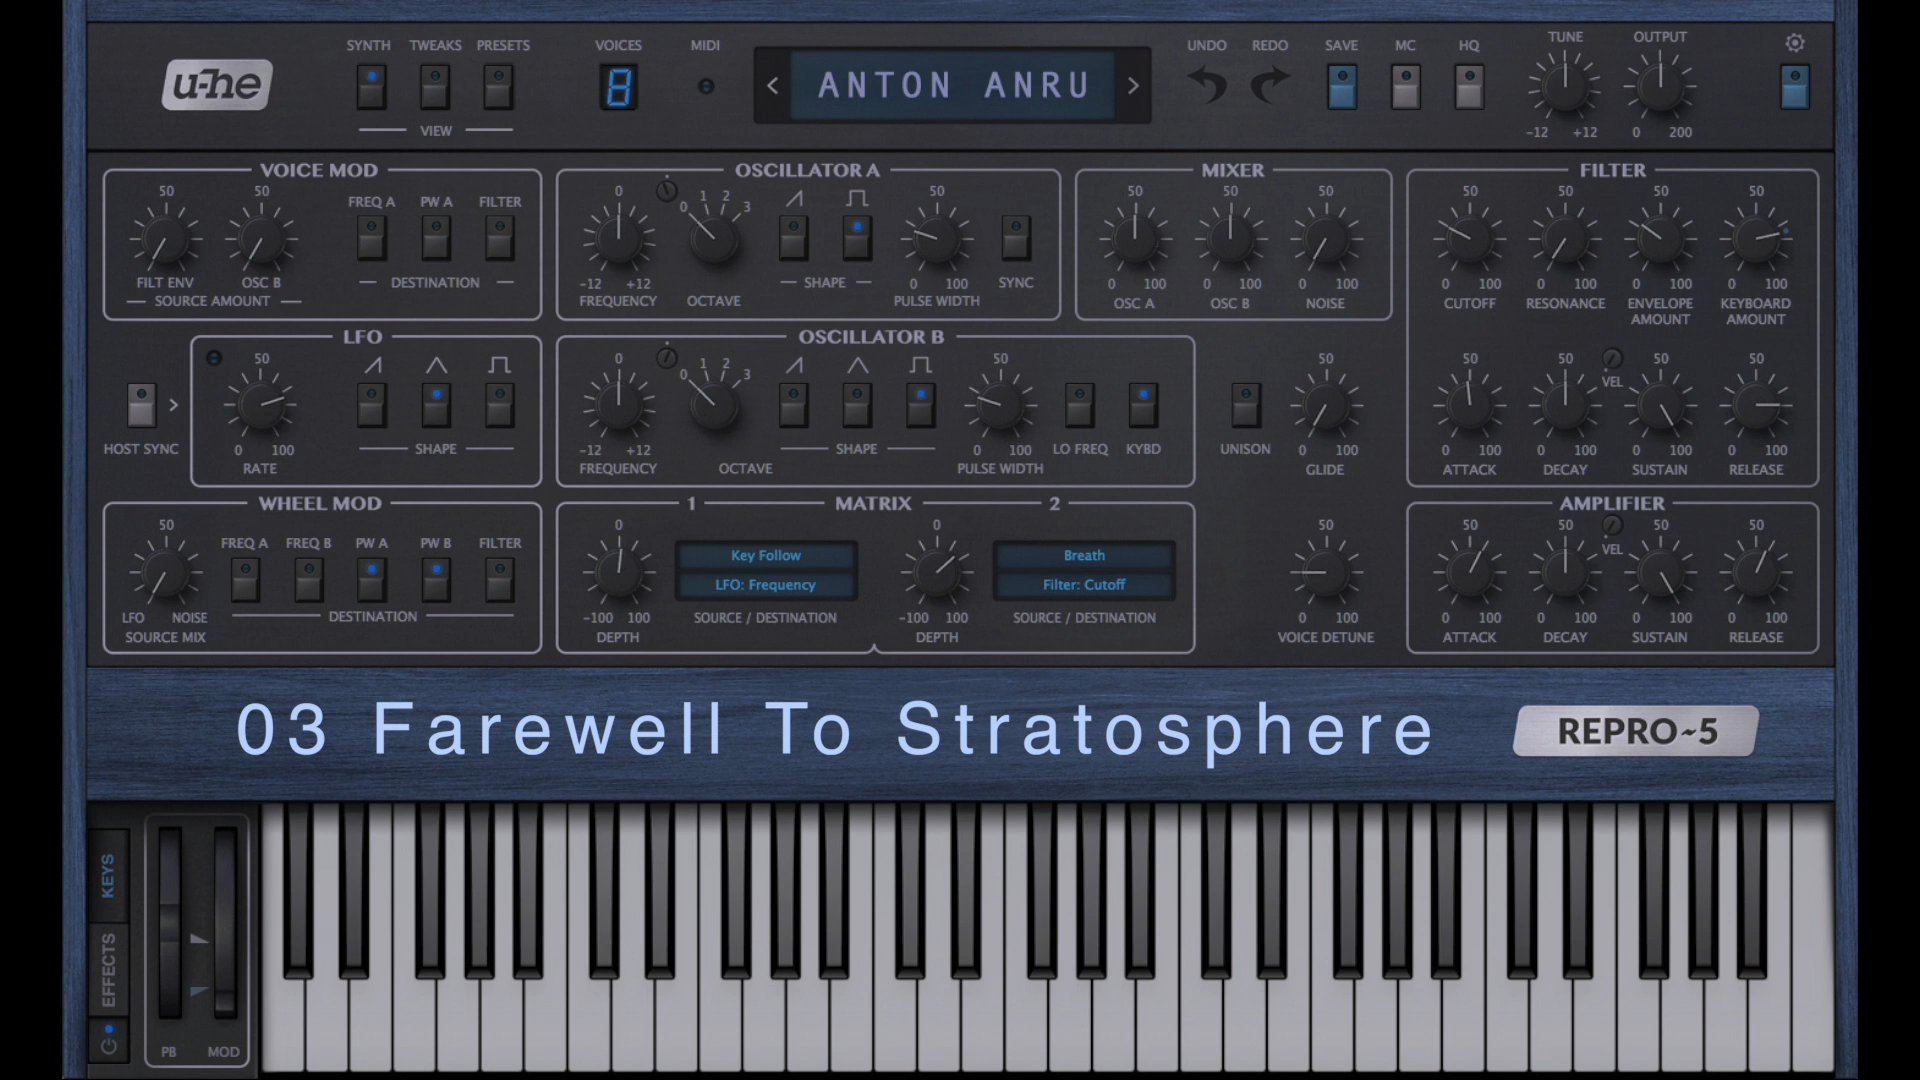 SYNTH TWEAKS PRESETS VOICES MIDI UNDO REDO SAVE MC HQ TUNE OUTPUT
u-he 8 < ANTON ANRU >
VIEW -12 +12 0 200
VOICE MOD
50 50 FREQ A PW A FILTER
FILT ENV OSC B DESTINATION
SOURCE AMOUNT
OSCILLATOR A
0 0 1 2 3 50
-12 +12 SHAPE 0 100 SYNC
FREQUENCY OCTAVE PULSE WIDTH
MIXER
50 50 50
0 100 0 100 0 100
OSC A OSC B NOISE
FILTER
50 50 50 50
0 100 0 100 0 100 0 100
CUTOFF RESONANCE ENVELOPE AMOUNT KEYBOARD AMOUNT
50 50 VEL 50 50
0 100 0 100 0 100 0 100
ATTACK DECAY SUSTAIN RELEASE
HOST SYNC >
LFO
50
0 100 SHAPE
RATE
OSCILLATOR B
0 0 1 2 3 50
-12 +12 SHAPE 0 100 LO FREQ KYBD
FREQUENCY OCTAVE PULSE WIDTH
UNISON
50
0 100
GLIDE
WHEEL MOD
50 FREQ A FREQ B PW A PW B FILTER
LFO NOISE DESTINATION
SOURCE MIX
1 MATRIX 2
0 Key Follow 0 Breath
LFO: Frequency Filter: Cutoff
-100 100 SOURCE / DESTINATION -100 100 SOURCE / DESTINATION
DEPTH DEPTH
50
0 100
VOICE DETUNE
AMPLIFIER
50 50 VEL 50 50
0 100 0 100 0 100 0 100
ATTACK DECAY SUSTAIN RELEASE
03 Farewell To Stratosphere REPRO~5
KEYS
EFFECTS
PB MOD